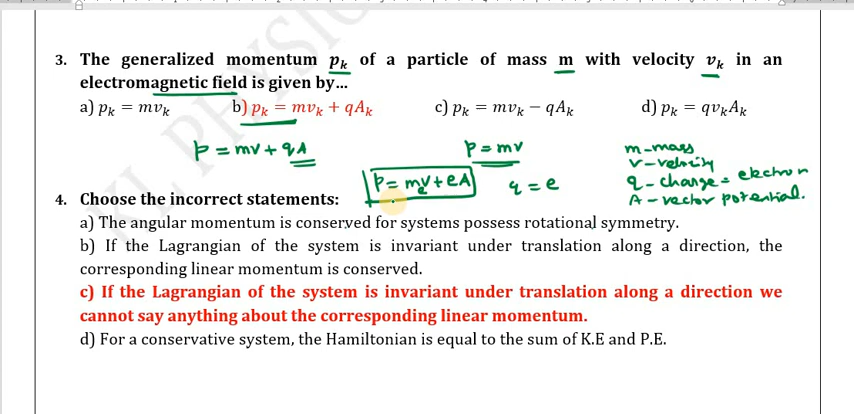 3. The generalized momentum pₖ of a particle of mass m with velocity vₖ in an
electromagnetic field is given by...
a) pₖ = mvₖ b) pₖ = mvₖ + qAₖ c) pₖ = mvₖ − qAₖ d) pₖ = qvₖAₖ
p = mv + qA p = mv m - mass
v - velocity
p = mv + eA q = e q - charge = electron
A - vector potential.
4. Choose the incorrect statements:
a) The angular momentum is conserved for systems possess rotational symmetry.
b) If the Lagrangian of the system is invariant under translation along a direction, the
corresponding linear momentum is conserved.
c) If the Lagrangian of the system is invariant under translation along a direction we
cannot say anything about the corresponding linear momentum.
d) For a conservative system, the Hamiltonian is equal to the sum of K.E and P.E.